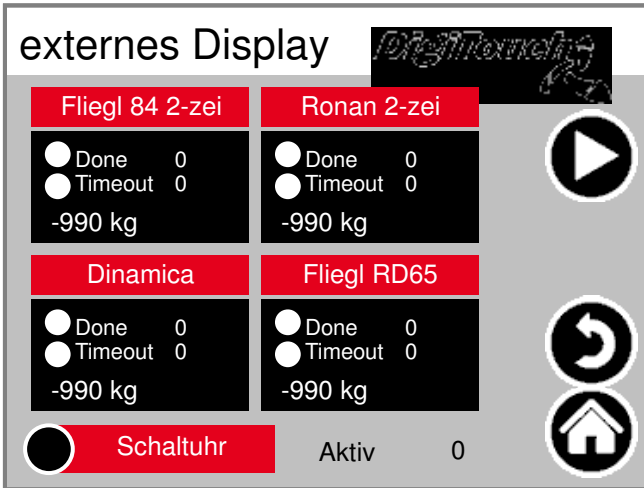 externes Display
DigiTouch
Fliegl 84 2-zei
Done 0
Timeout 0
-990 kg
Ronan 2-zei
Done 0
Timeout 0
-990 kg
Dinamica
Done 0
Timeout 0
-990 kg
Fliegl RD65
Done 0
Timeout 0
-990 kg
Schaltuhr
Aktiv 0